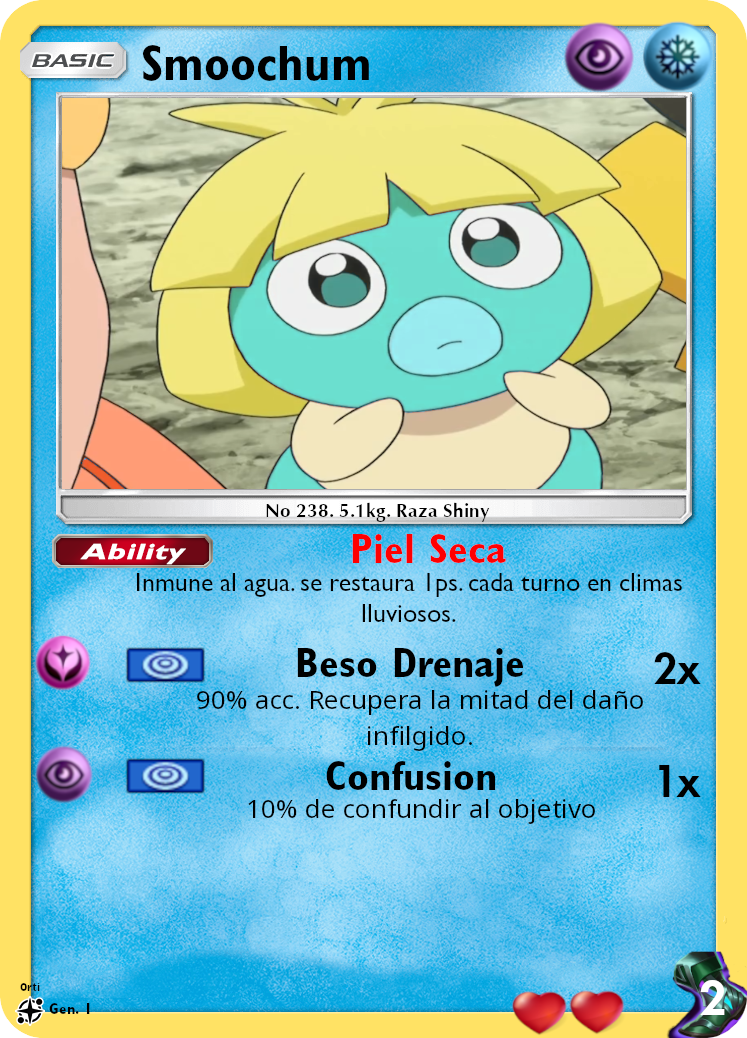 BASIC Smoochum
No 238. 5.1kg. Raza Shiny
Ability Piel Seca
Inmune al agua. se restaura 1ps. cada turno en climas
lluviosos.
Beso Drenaje 2x
90% acc. Recupera la mitad del daño
infilgido.
Confusion 1x
10% de confundir al objetivo
Orti
Gen. 1
2